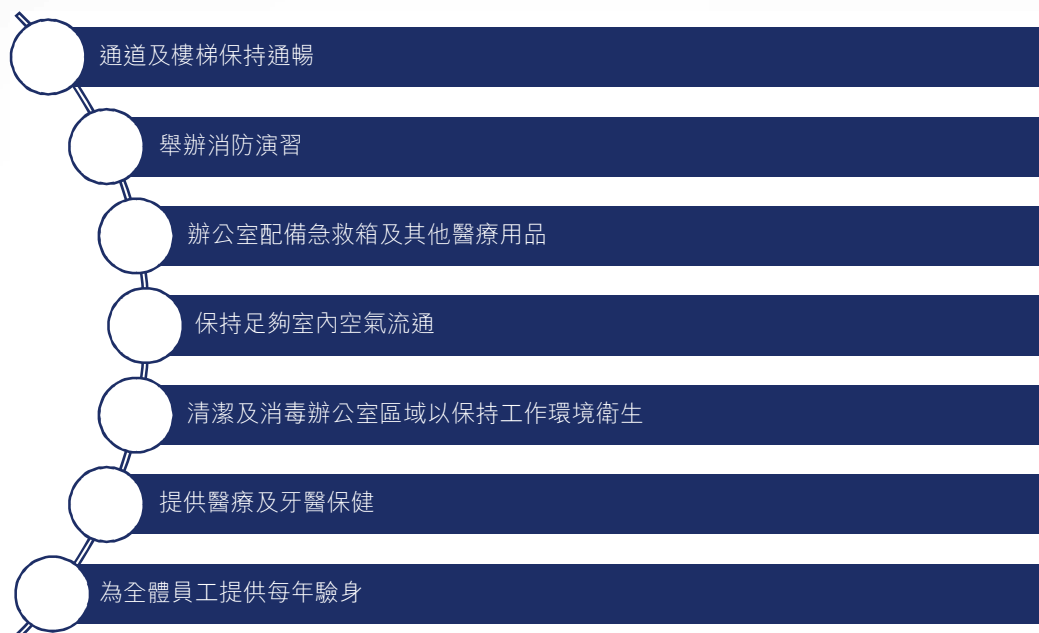 通道及樓梯保持通暢
舉辦消防演習
辦公室配備急救箱及其他醫療用品
保持足夠室內空氣流通
清潔及消毒辦公室區域以保持工作環境衛生
提供醫療及牙醫保健
為全體員工提供每年驗身